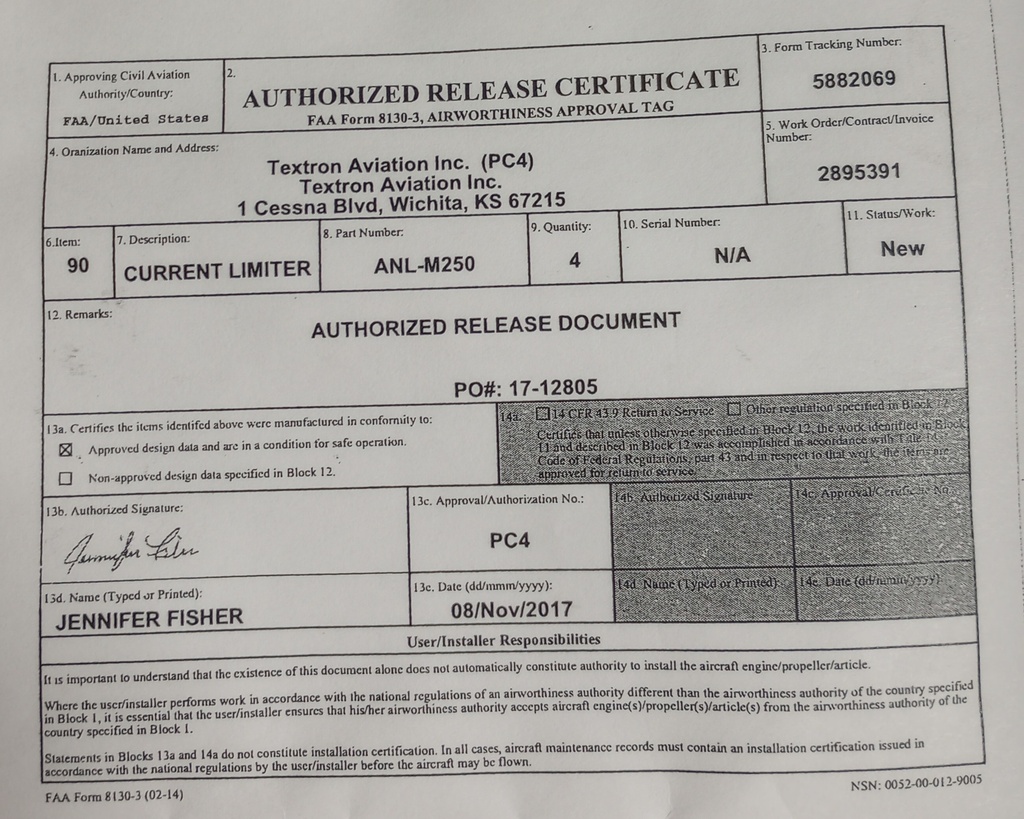 1. Approving Civil Aviation
Authority/Country:
FAA/United States
2.
AUTHORIZED RELEASE CERTIFICATE
FAA Form 8130-3, AIRWORTHINESS APPROVAL TAG
3. Form Tracking Number:
5882069
4. Oranization Name and Address:
Textron Aviation Inc. (PC4)
Textron Aviation Inc.
1 Cessna Blvd, Wichita, KS 67215
5. Work Order/Contract/Invoice
Number:
2895391
6.Item:
90
7. Description:
CURRENT LIMITER
8. Part Number:
ANL-M250
9. Quantity:
4
10. Serial Number:
N/A
11. Status/Work:
New
12. Remarks:
AUTHORIZED RELEASE DOCUMENT
PO#: 17-12805
13a. Certifies the items identifed above were manufactured in conformity to:
Approved design data and are in a condition for safe operation.
Non-approved design data specified in Block 12.
14a. 14 CFR 43.9 Return to Service Other regulation specified in Block 12
Certifies that unless otherwise specified in Block 12, the work identified in Block
11 and described in Block 12 was accomplished in accordance with Title 14,
Code of Federal Regulations, part 43 and in respect to that work, the items are
approved for return to service.
13b. Authorized Signature:
Jennifer Fisher
13c. Approval/Authorization No.:
PC4
14b. Authorized Signature
14c. Approval/Certificate No.
13d. Name (Typed or Printed):
JENNIFER FISHER
13e. Date (dd/mmm/yyyy):
08/Nov/2017
14d. Name (Typed or Printed):
14e. Date (dd/mmm/yyyy)
User/Installer Responsibilities
It is important to understand that the existence of this document alone does not automatically constitute authority to install the aircraft engine/propeller/article.
Where the user/installer performs work in accordance with the national regulations of an airworthiness authority different than the airworthiness authority of the country specified
in Block 1, it is essential that the user/installer ensures that his/her airworthiness authority accepts aircraft engine(s)/propeller(s)/article(s) from the airworthiness authority of the
country specified in Block 1.
Statements in Blocks 13a and 14a do not constitute installation certification. In all cases, aircraft maintenance records must contain an installation certification issued in
accordance with the national regulations by the user/installer before the aircraft may be flown.
FAA Form 8130-3 (02-14)
NSN: 0052-00-012-9005